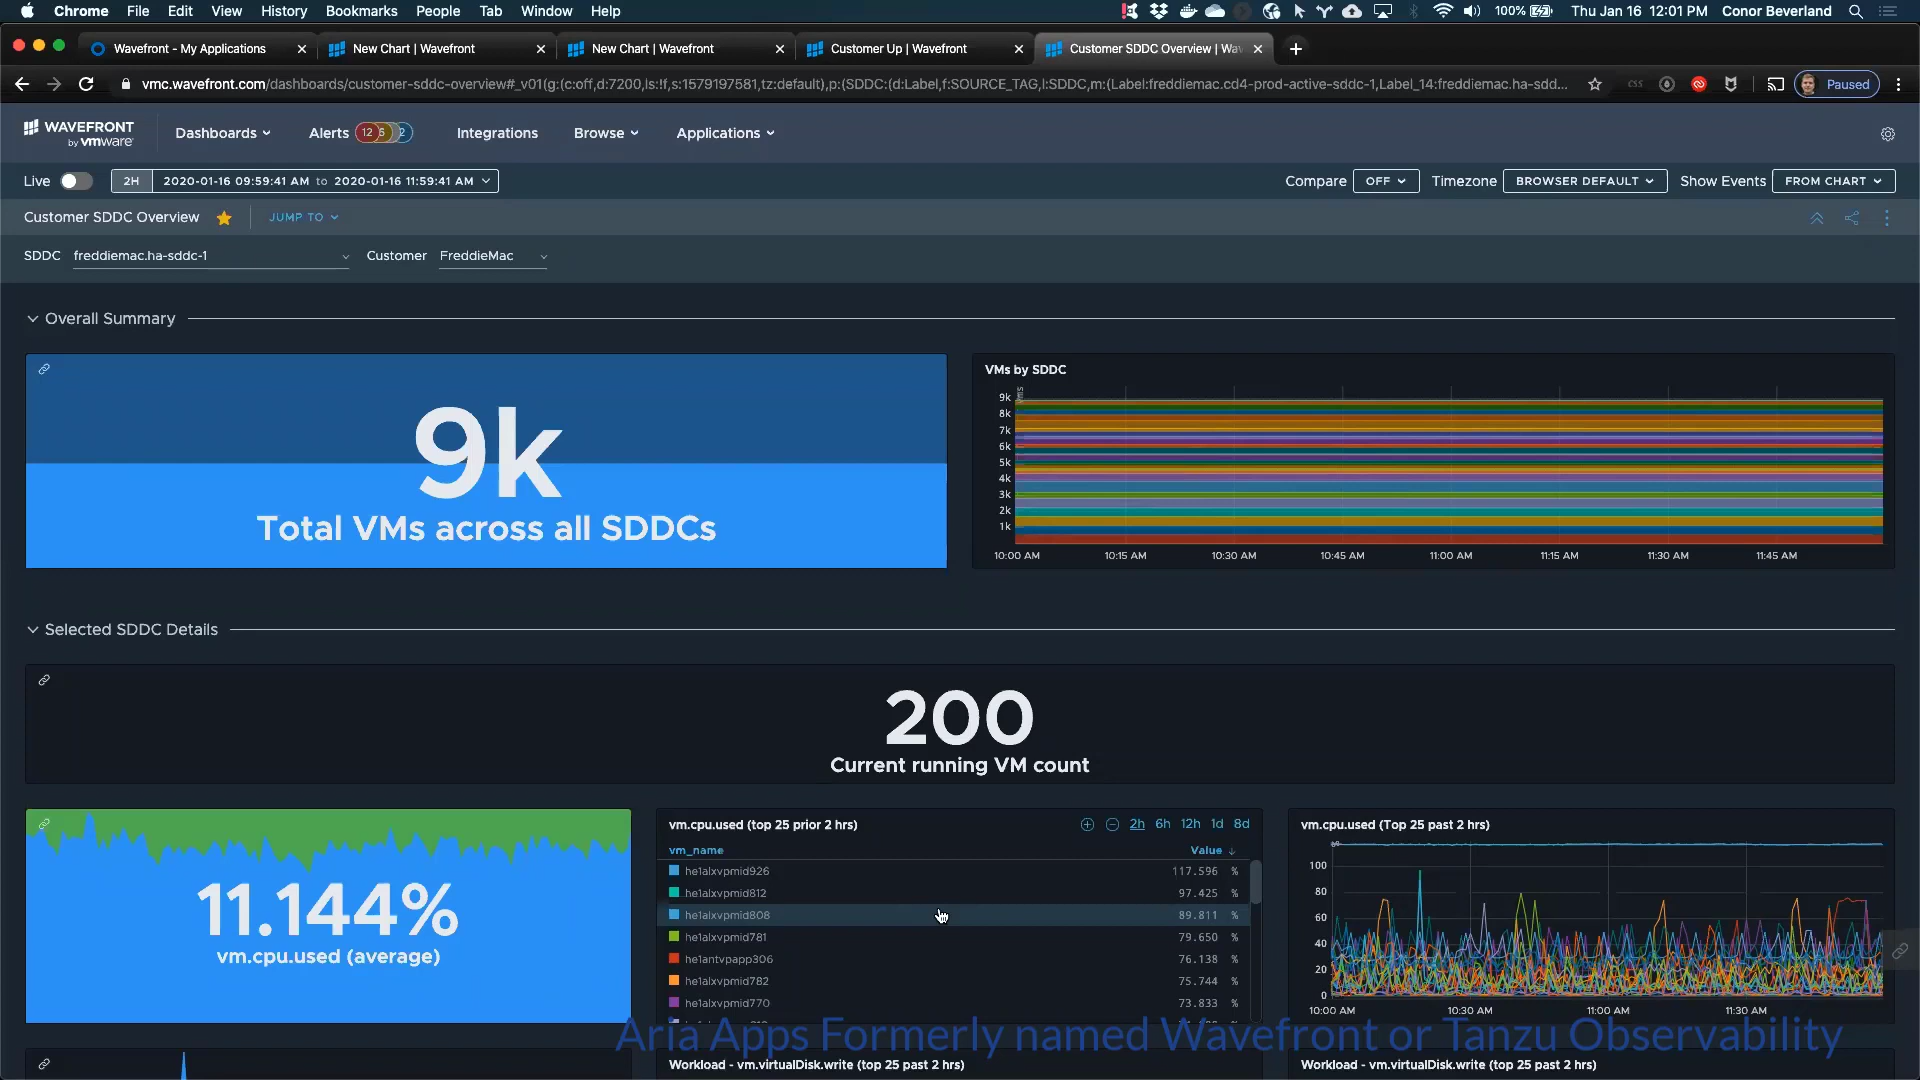 Chrome File Edit View History Bookmarks People Tab Window Help 100% Thu Jan 16 12:01 PM Conor Beverland
Wavefront - My Applications New Chart | Wavefront New Chart | Wavefront Customer Up | Wavefront Customer SDDC Overview | Wav
vmc.wavefront.com/dashboards/customer-sddc-overview#_v01(g:(c:off,d:7200,ls:!f,s:1579197581,tz:default),p:(SDDC:(d:Label,f:SOURCE_TAG,l:SDDC,m:(Label:freddiemac.cd4-prod-active-sddc-1,Label_14:freddiemac.ha-sdd... CSS Paused
WAVEFRONT
by vmware
Dashboards Alerts 12 6 2 Integrations Browse Applications
Live 2H 2020-01-16 09:59:41 AM to 2020-01-16 11:59:41 AM Compare OFF Timezone BROWSER DEFAULT Show Events FROM CHART
Customer SDDC Overview JUMP TO
SDDC freddiemac.ha-sddc-1 Customer FreddieMac
Overall Summary
9k
Total VMs across all SDDCs
VMs by SDDC
VMs
9k
8k
7k
6k
5k
4k
3k
2k
1k
10:00 AM 10:15 AM 10:30 AM 10:45 AM 11:00 AM 11:15 AM 11:30 AM 11:45 AM
Selected SDDC Details
200
Current running VM count
11.144%
vm.cpu.used (average)
vm.cpu.used (top 25 prior 2 hrs) 2h 6h 12h 1d 8d
vm_name Value
he1alxvpmid926 117.596 %
he1alxvpmid812 97.425 %
he1alxvpmid808 89.811 %
he1alxvpmid781 79.650 %
he1antvpapp306 76.138 %
he1alxvpmid782 75.744 %
he1alxvpmid770 73.833 %
vm.cpu.used (Top 25 past 2 hrs)
100
80
60
40
20
0
10:00 AM 10:30 AM 11:00 AM 11:30 AM
Aria Apps Formerly named Wavefront or Tanzu Observability
Workload - vm.virtualDisk.write (top 25 past 2 hrs)
Workload - vm.virtualDisk.write (top 25 past 2 hrs)